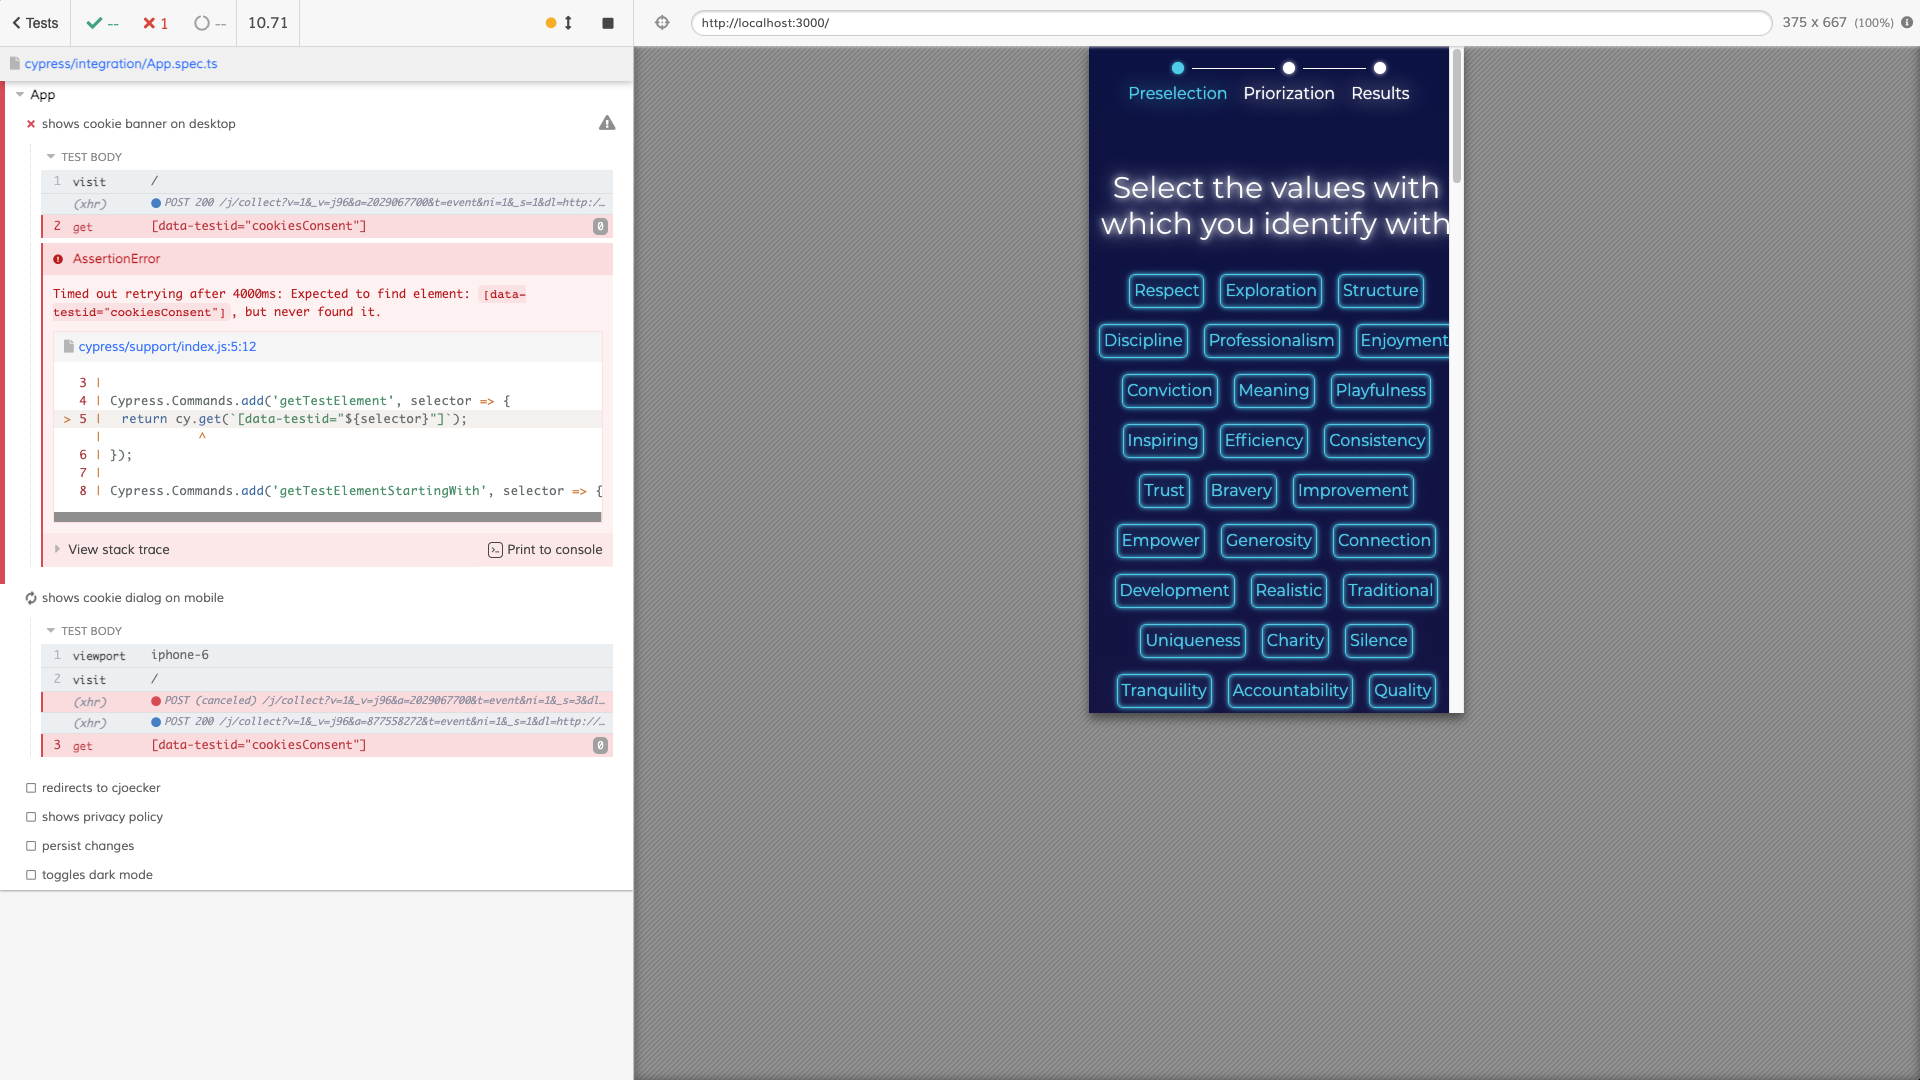 Tests
--
1
--
10.71
http://localhost:3000/
375 x 667 (100%)
cypress/integration/App.spec.ts
App
shows cookie banner on desktop
TEST BODY
1 visit /
(xhr) POST 200 /j/collect?v=1&_v=j96&a=2029067700&t=event&ni=1&_s=1&dl=http:/…
2 get [data-testid="cookiesConsent"] 0
AssertionError
Timed out retrying after 4000ms: Expected to find element: [data-
testid="cookiesConsent"], but never found it.
cypress/support/index.js:5:12
3 |
4 | Cypress.Commands.add('getTestElement', selector => {
> 5 | return cy.get(`[data-testid="${selector}"]`);
| ^
6 | });
7 |
8 | Cypress.Commands.add('getTestElementStartingWith', selector => {
View stack trace
Print to console
shows cookie dialog on mobile
TEST BODY
1 viewport iphone-6
2 visit /
(xhr) POST (canceled) /j/collect?v=1&_v=j96&a=2029067700&t=event&ni=1&_s=3&dl…
(xhr) POST 200 /j/collect?v=1&_v=j96&a=877558272&t=event&ni=1&_s=1&dl=http://…
3 get [data-testid="cookiesConsent"] 0
redirects to cjoecker
shows privacy policy
persist changes
toggles dark mode
Preselection Priorization Results
Select the values with
which you identify with
Respect Exploration Structure
Discipline Professionalism Enjoyment
Conviction Meaning Playfulness
Inspiring Efficiency Consistency
Trust Bravery Improvement
Empower Generosity Connection
Development Realistic Traditional
Uniqueness Charity Silence
Tranquility Accountability Quality